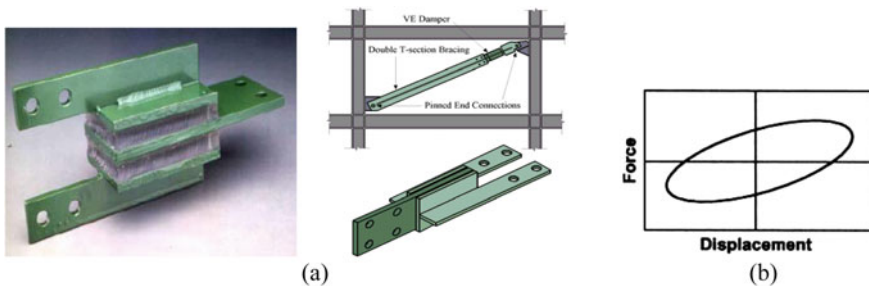 VE Damper
Double T-section Bracing
Pinned End Connections
Force
Displacement
(a)
(b)